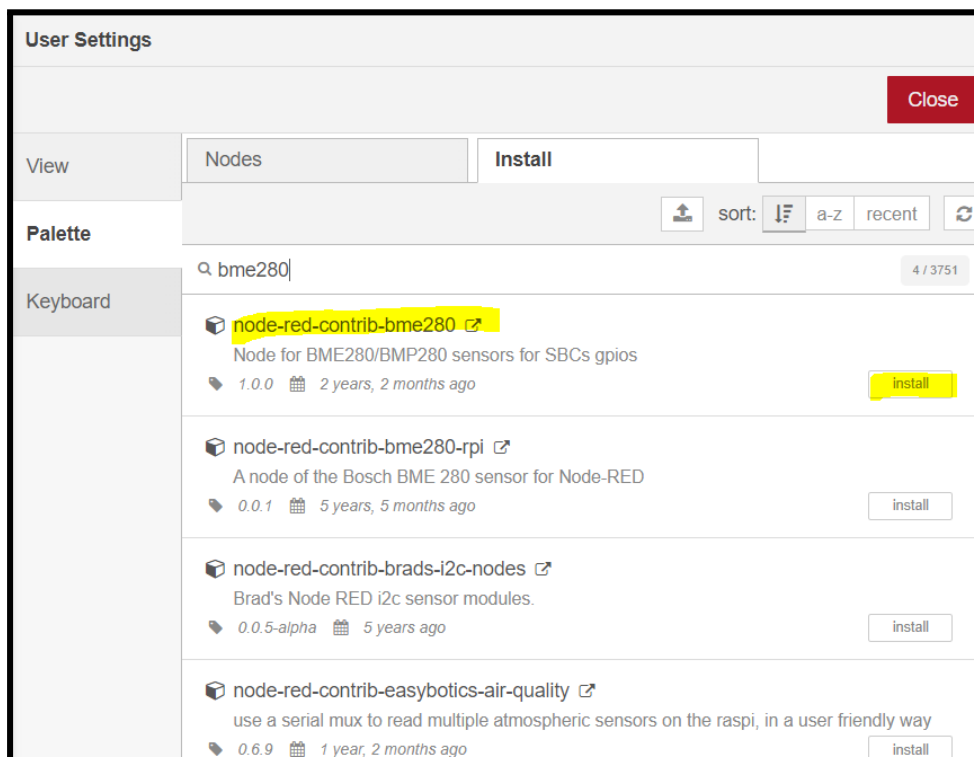 User Settings
Close
View
Palette
Keyboard
Nodes
Install
sort:
a-z
recent
bme280
4 / 3751
node-red-contrib-bme280
Node for BME280/BMP280 sensors for SBCs gpios
1.0.0 2 years, 2 months ago
install
node-red-contrib-bme280-rpi
A node of the Bosch BME 280 sensor for Node-RED
0.0.1 5 years, 5 months ago
install
node-red-contrib-brads-i2c-nodes
Brad's Node RED i2c sensor modules.
0.0.5-alpha 5 years ago
install
node-red-contrib-easybotics-air-quality
use a serial mux to read multiple atmospheric sensors on the raspi, in a user friendly way
0.6.9 1 year, 2 months ago
install